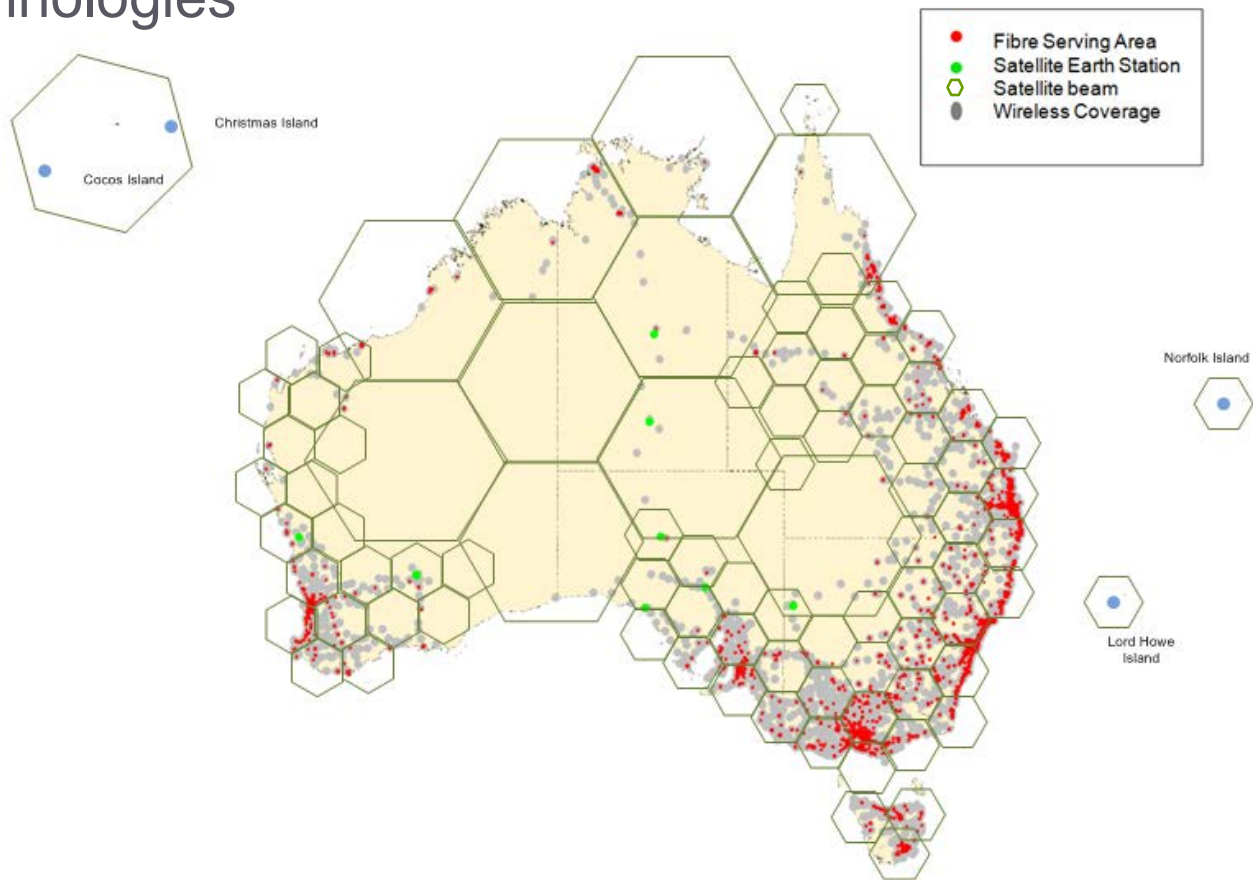 nologies
Fibre Serving Area
Satellite Earth Station
Satellite beam
Wireless Coverage
Christmas Island
Cocos Island
Norfolk Island
Lord Howe
Island